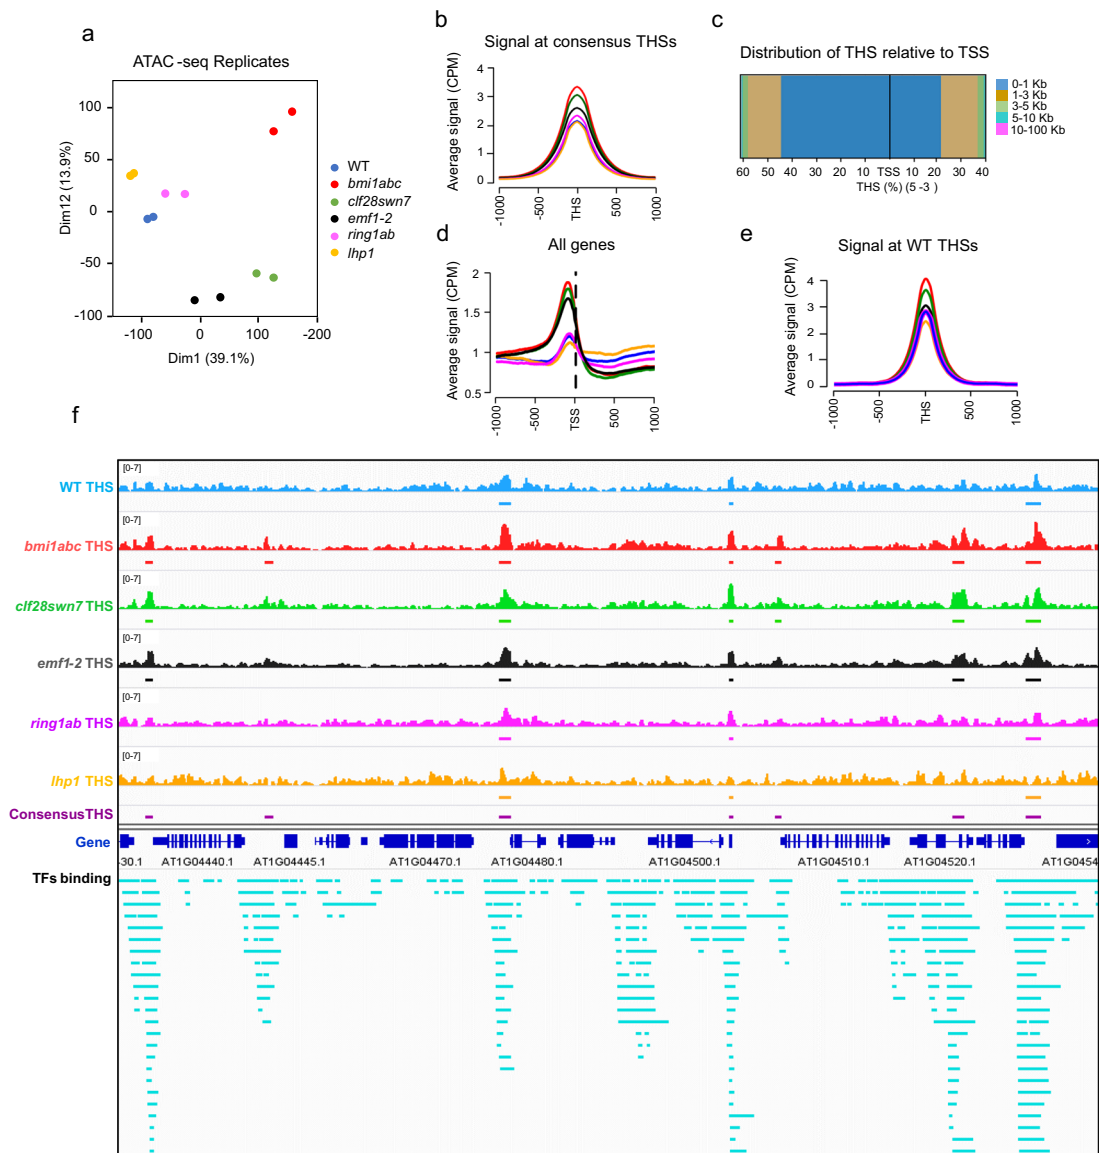 a
ATAC -seq Replicates
Dim12 (13.9%)
100
50
0
-50
-100
-100
0
100
-200
Dim1 (39.1%)
WT
bmi1abc
clf28swn7
emf1-2
ring1ab
lhp1
b
Signal at consensus THSs
Average signal (CPM)
4
3
2
1
0
-1000
-500
THS
500
1000
c
Distribution of THS relative to TSS
0-1 Kb
1-3 Kb
3-5 Kb
5-10 Kb
10-100 Kb
60 50 40 30 20 10 TSS 10 20 30 40
THS (%) (5 -3 )
d
All genes
Average signal (CPM)
2
1.5
1
0.5
-1000
-500
TSS
500
1000
e
Signal at WT THSs
Average signal (CPM)
4
3
2
1
0
-1000
-500
THS
500
1000
f
[0-7]
WT THS
[0-7]
bmi1abc THS
[0-7]
clf28swn7 THS
[0-7]
emf1-2 THS
[0-7]
ring1ab THS
[0-7]
lhp1 THS
ConsensusTHS
Gene
‹30.1 AT1G04440.1 AT1G04445.1 AT1G04470.1 AT1G04480.1 AT1G04500.1 AT1G04510.1 AT1G04520.1 AT1G0454
TFs binding